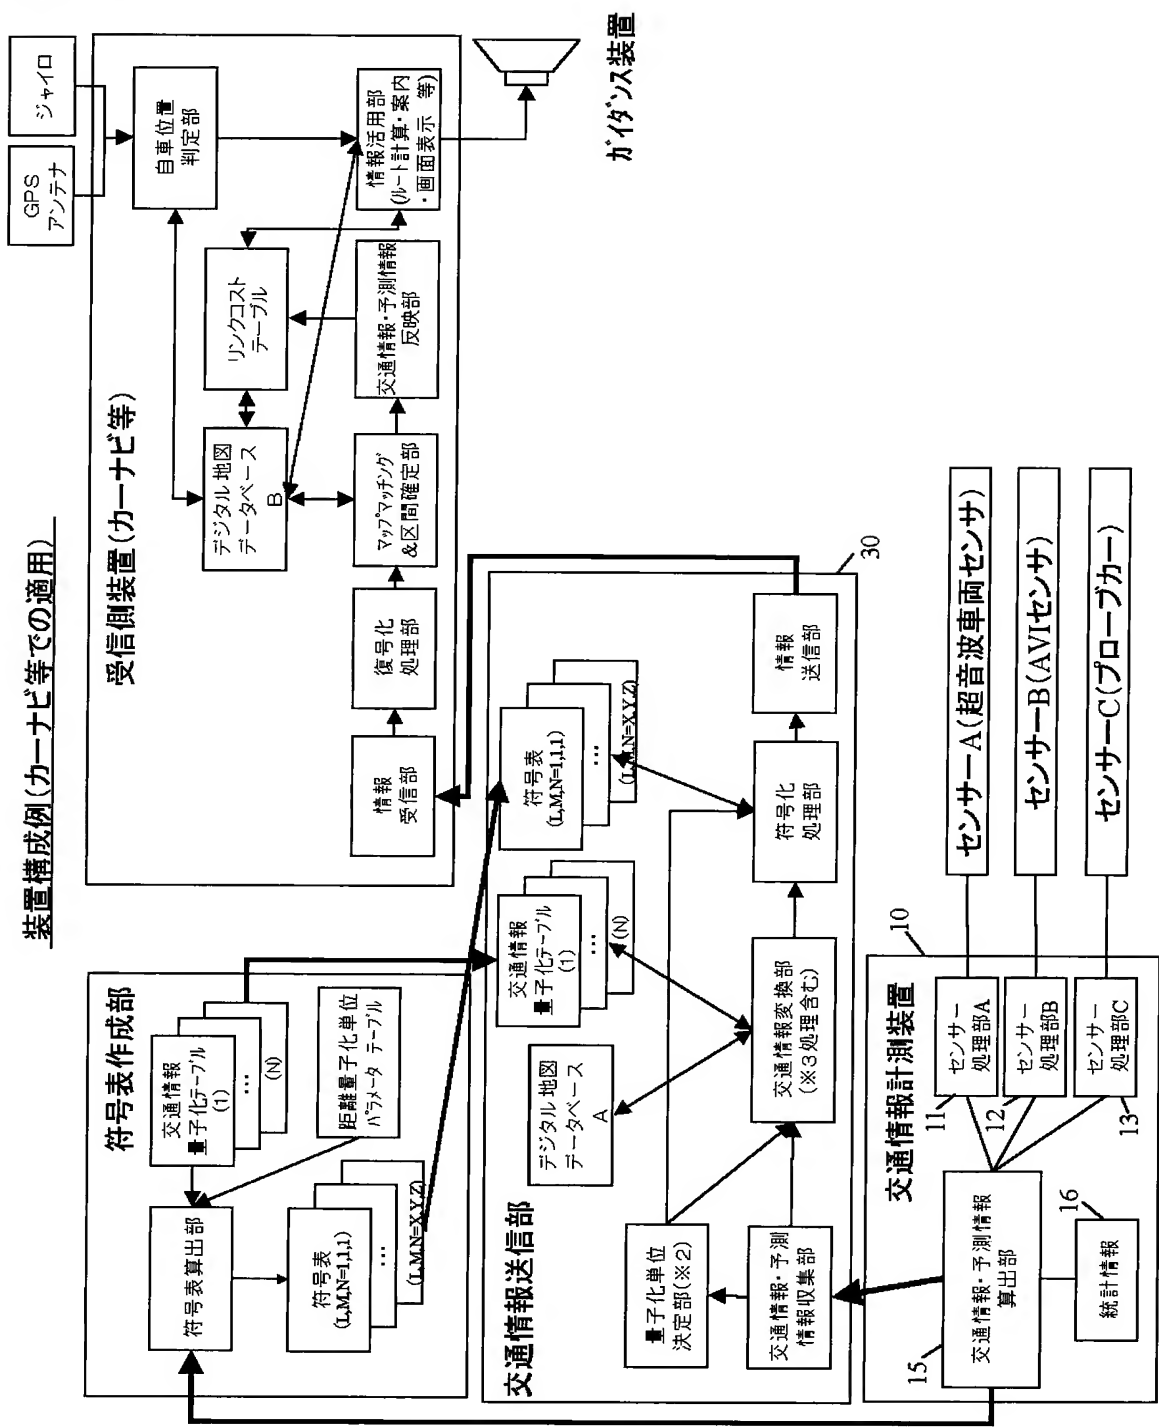 装置構成例(カーナビ等での適用)
符号表作成部
交通情報
量子化テーブル
(1)
…
(N)
符号表算出部
距離量子化単位
パラメータ テーブル
符号表
(L,M,N=1,1,1)
…
(L,M,N=X,Y,Z)
受信側装置(カーナビ等)
GPS
アンテナ
ジャイロ
自車位置
判定部
デジタル地図
データベース
B
リンクコスト
テーブル
情報
受信部
復号化
処理部
マップマッチング
&区間確定部
交通情報・予測情報
反映部
情報活用部
(ルート計算・案内
・画面表示 等)
ガイダンス装置
交通情報送信部
30
デジタル地図
データベース
A
交通情報
量子化テーブル
(1)
…
(N)
符号表
(L,M,N=1,1,1)
…
(L,M,N=X,Y,Z)
量子化単位
決定部(※2)
交通情報・予測
情報収集部
交通情報変換部
(※3処理含む)
符号化
処理部
情報
送信部
交通情報計測装置
10
15
交通情報・予測情報
算出部
16
統計情報
11
センサー
処理部A
12
センサー
処理部B
13
センサー
処理部C
センサーA(超音波車両センサ)
センサーB(AVIセンサ)
センサーC(プローブカー)